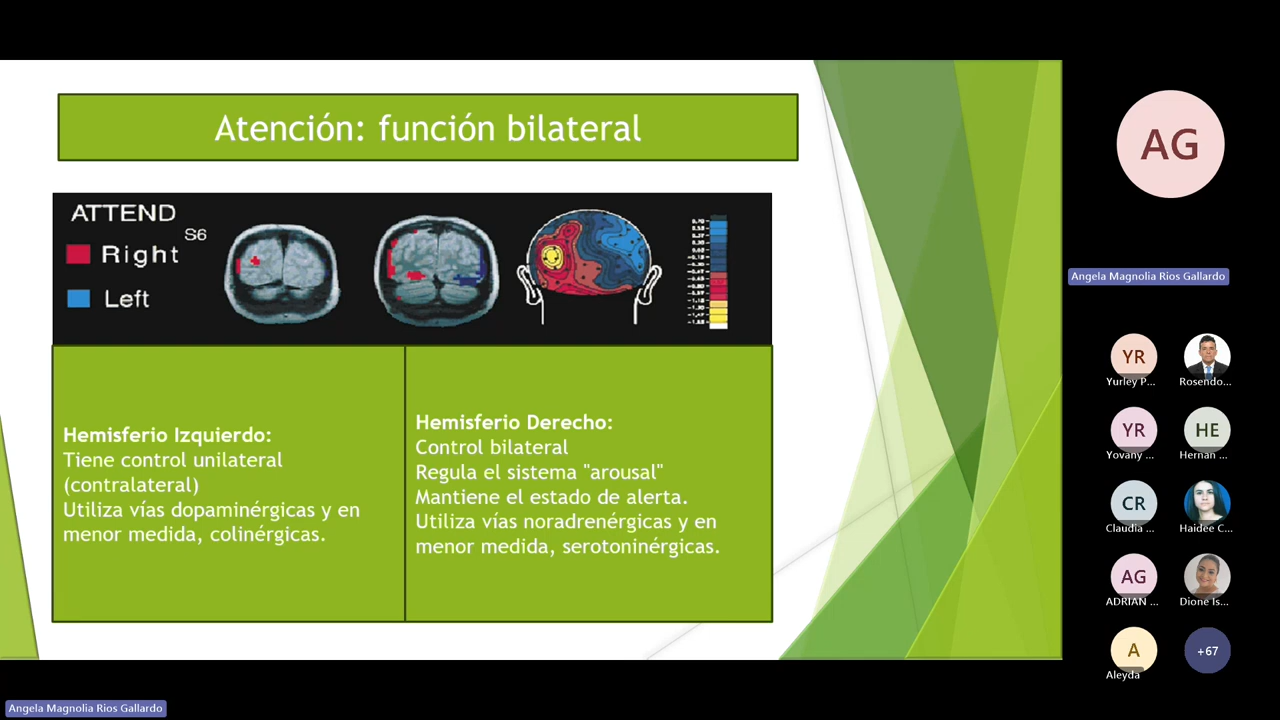 Atención: función bilateral
ATTEND
S6
Right
Left
Hemisferio Izquierdo:
Tiene control unilateral
(contralateral)
Utiliza vías dopaminérgicas y en
menor medida, colinérgicas.
Hemisferio Derecho:
Control bilateral
Regula el sistema "arousal"
Mantiene el estado de alerta.
Utiliza vías noradrenérgicas y en
menor medida, serotoninérgicas.
AG
Angela Magnolia Rios Gallardo
YR
Yurley P...
Rosendo...
YR
Yovany ...
HE
Hernan ...
CR
Claudia ...
Haidee C...
AG
ADRIAN ...
Dione Is...
A
Aleyda
+67
Angela Magnolia Rios Gallardo